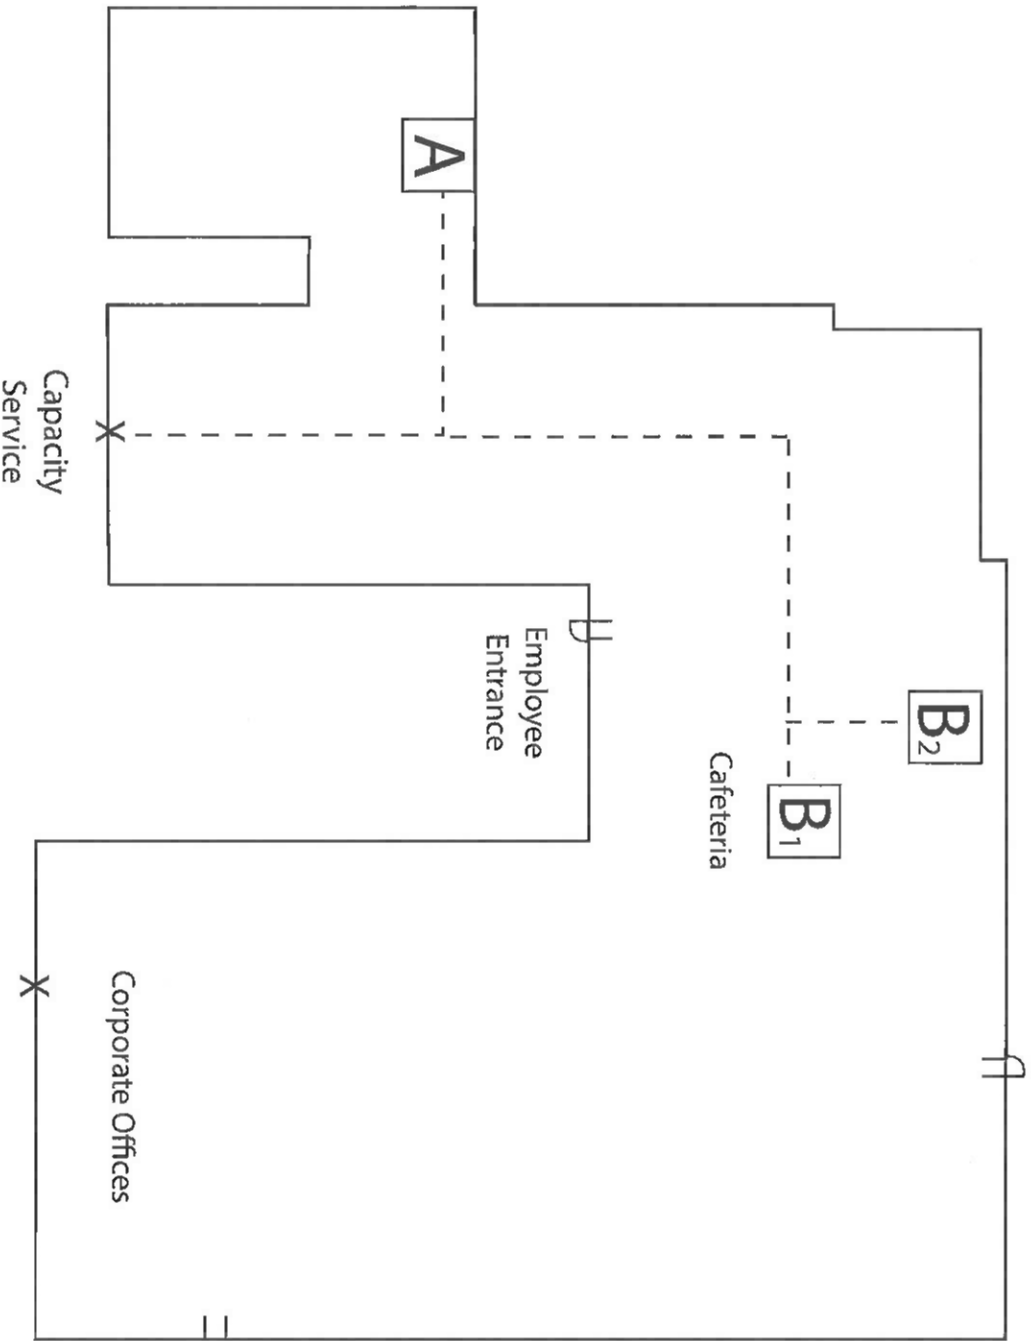 A
B2
B1
Cafeteria
Employee
Entrance
Capacity
Service
X
X
Corporate Offices